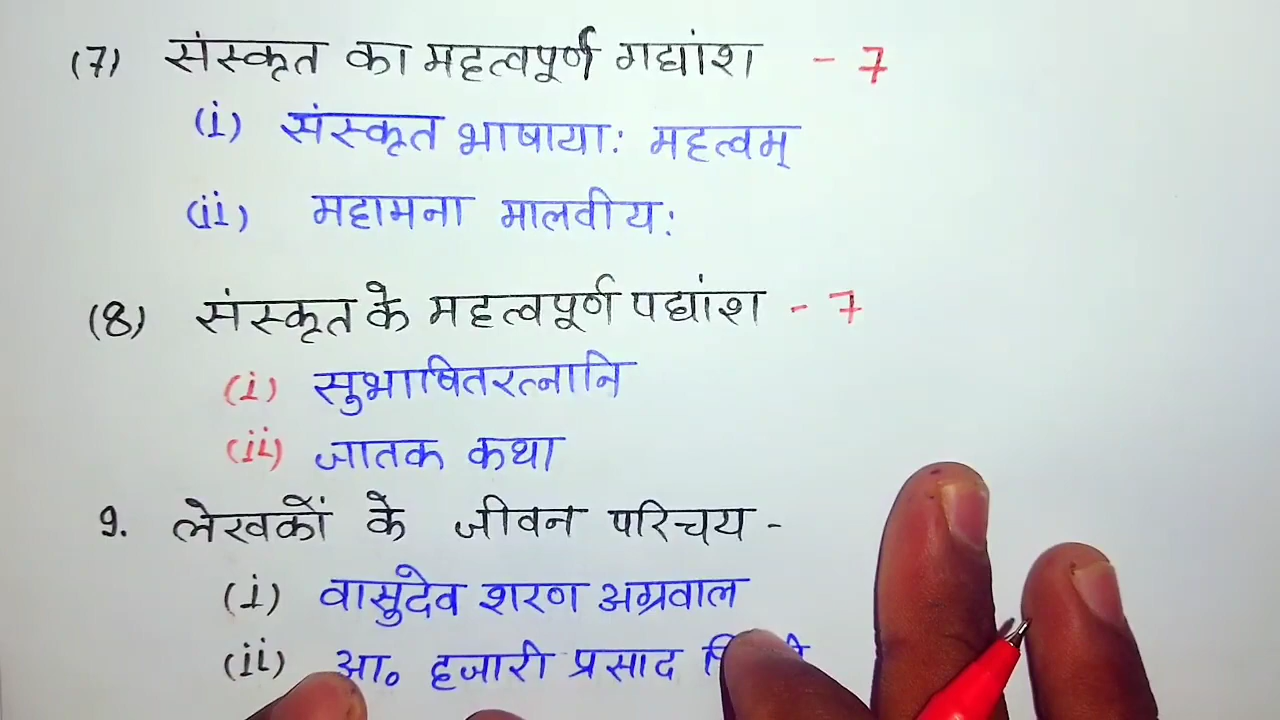 (7) संस्कृत का महत्वपूर्ण गद्यांश - 7
(i) संस्कृत भाषायाः महत्वम्
(ii) महामना मालवीयः
(8) संस्कृत के महत्वपूर्ण पद्यांश - 7
(i) सुभाषितरत्नानि
(ii) जातक कथा
9. लेखकों के जीवन परिचय -
(i) वासुदेव शरण अग्रवाल
(ii) आ० हजारी प्रसाद